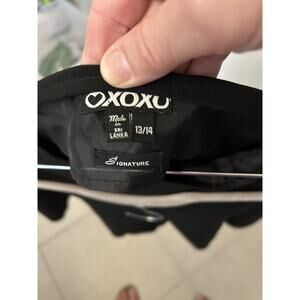 XOXO
Made
in
SRI
LANKA
13/14
SIGNATURE